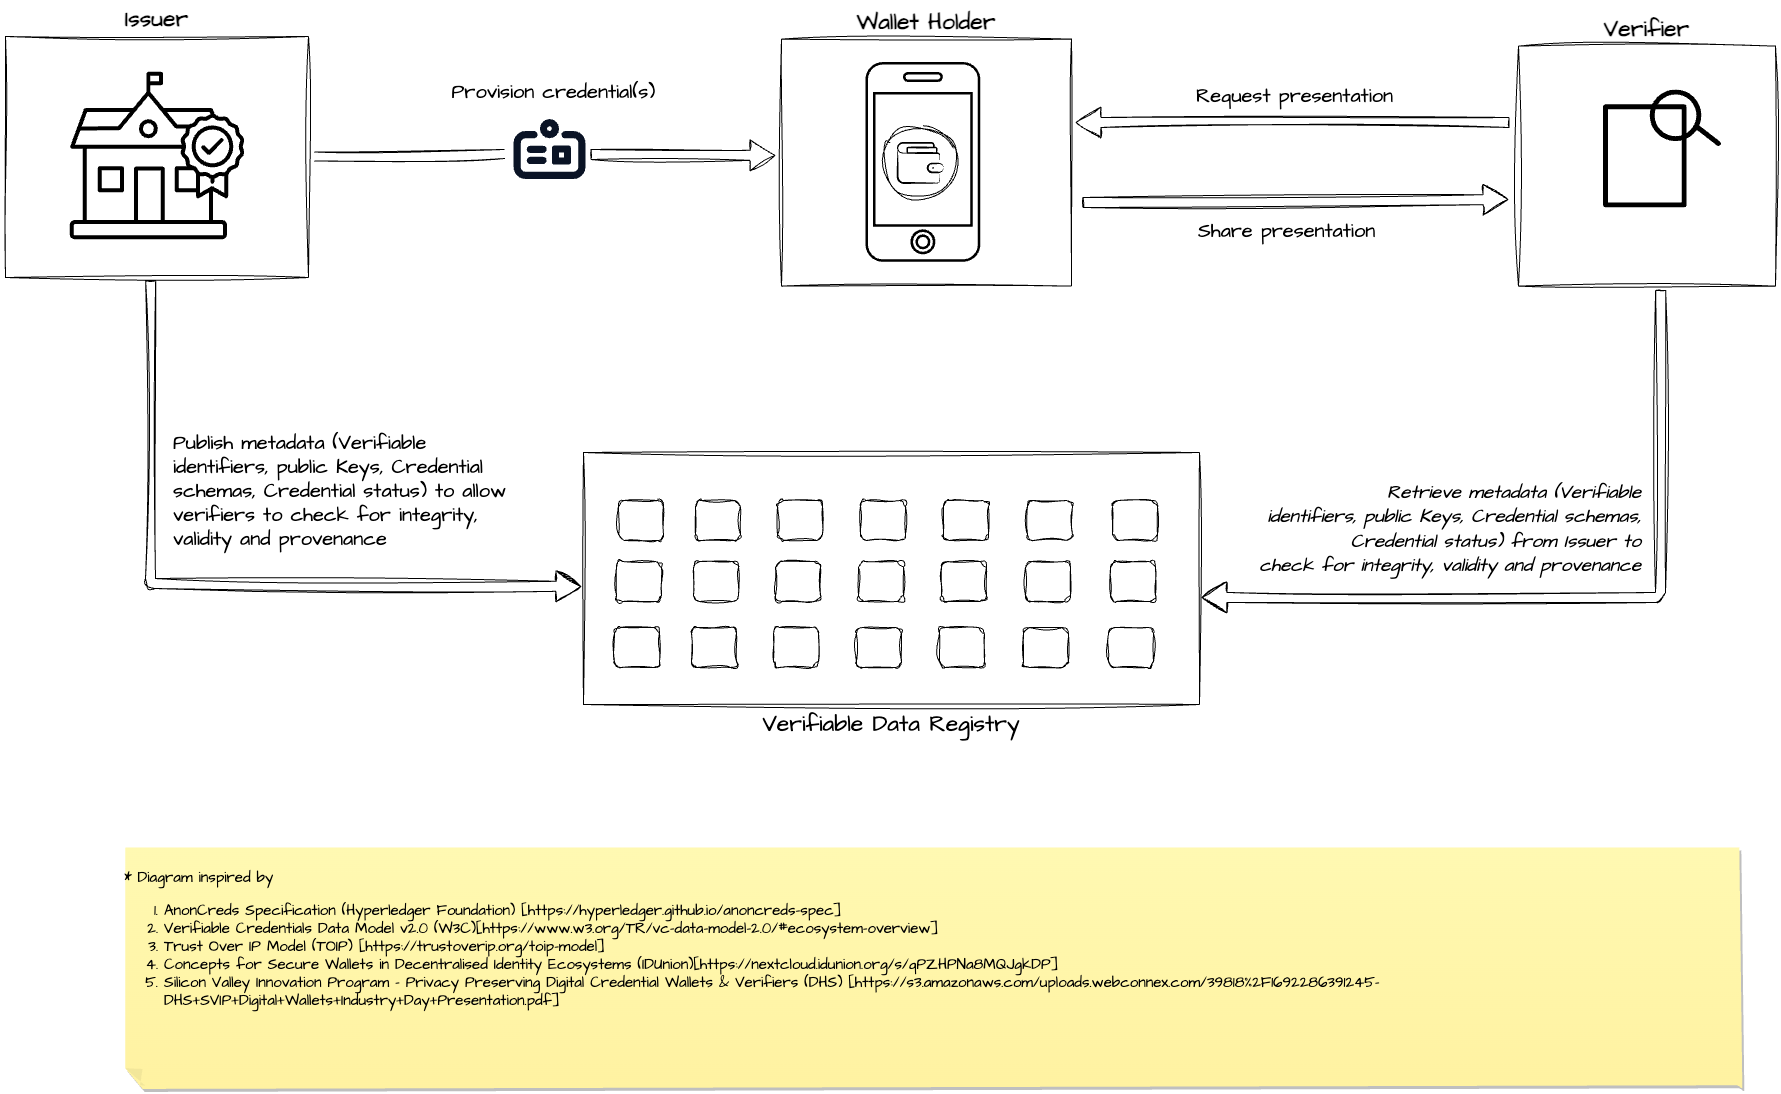 Issuer
Wallet Holder
Verifier
Provision credential(s)
Request presentation
Share presentation
Publish metadata (Verifiable
identifiers, public Keys, Credential
schemas, Credential status) to allow
verifiers to check for integrity,
validity and provenance
Retrieve metadata (Verifiable
identifiers, public Keys, Credential schemas,
Credential status) from Issuer to
check for integrity, validity and provenance
Verifiable Data Registry
* Diagram inspired by
1. AnonCreds Specification (Hyperledger Foundation) [https://hyperledger.github.io/anoncreds-spec]
2. Verifiable Credentials Data Model v2.0 (W3C)[https://www.w3.org/TR/vc-data-model-2.0/#ecosystem-overview]
3. Trust Over IP Model (TOIP) [https://trustoverip.org/toip-model]
4. Concepts for Secure Wallets in Decentralised Identity Ecosystems (IDUnion)[https://nextcloud.idunion.org/s/qPZHPNa8MQJgkDP]
5. Silicon Valley Innovation Program - Privacy Preserving Digital Credential Wallets & Verifiers (DHS) [https://s3.amazonaws.com/uploads.webconnex.com/39818%2F1692286391245-
DHS+SVIP+Digital+Wallets+Industry+Day+Presentation.pdf]